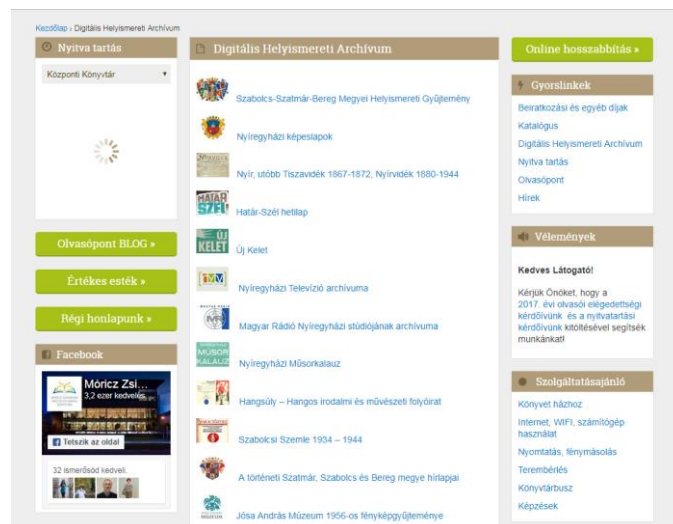 Kezdőlap › Digitális Helyismereti Archívum
Nyitva tartás
Központi Könyvtár
Olvasópont BLOG »
Értékes esték »
Régi honlapunk »
Facebook
Móricz Zsi...
3,2 ezer kedvelés
Tetszik az oldal
32 ismerősöd kedveli.
Digitális Helyismereti Archívum
Szabolcs-Szatmár-Bereg Megyei Helyismereti Gyűjtemény
Nyíregyházi képeslapok
Nyír, utóbb Tiszavidék 1867-1872, Nyírvidék 1880-1944
HATÁR
SZÉL
Határ-Szél hetilap
ÚJ
KELET
Új Kelet
Nyíregyházi Televízió archívuma
Magyar Rádió Nyíregyházi stúdiójának archívuma
MŰSOR
KALAUZ
Nyíregyházi Műsorkalauz
Hangsúly – Hangos irodalmi és művészeti folyóirat
Szabolcsi Szemle 1934 – 1944
A történeti Szatmár, Szabolcs és Bereg megye hírlapjai
Jósa András Múzeum 1956-os fényképgyűjteménye
Online hosszabbítás »
Gyorslinkek
Beiratkozási és egyéb díjak
Katalógus
Digitális Helyismereti Archívum
Nyitva tartás
Olvasópont
Hírek
Vélemények
Kedves Látogató!
Kérjük Önöket, hogy a
2017. évi olvasói elégedettségi
kérdőívünk és a nyitvatartási
kérdőívünk kitöltésével segítsék
munkánkat!
Szolgáltatásajánló
Könyvet házhoz
Internet, WIFI, számítógép
használat
Nyomtatás, fénymásolás
Terembérlés
Könyvtárbusz
Képzések